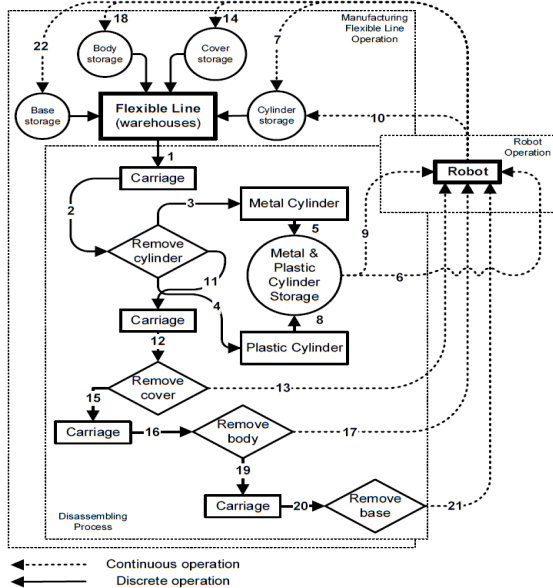 18
14
Manufacturing
Flexible Line
Operation
22
Body
storage
Cover
storage
7
Base
storage
Flexible Line
(warehouses)
Cylinder
storage
10
Robot
Operation
1
Carriage
Robot
2
3
Metal Cylinder
5
9
Remove
cylinder
Metal &
Plastic
Cylinder
Storage
11
6
4
Carriage
8
12
Plastic Cylinder
Remove
cover
13
15
Carriage
16
Remove
body
17
19
Carriage
20
Remove
base
21
Disassembling
Process
Continuous operation
Discrete operation